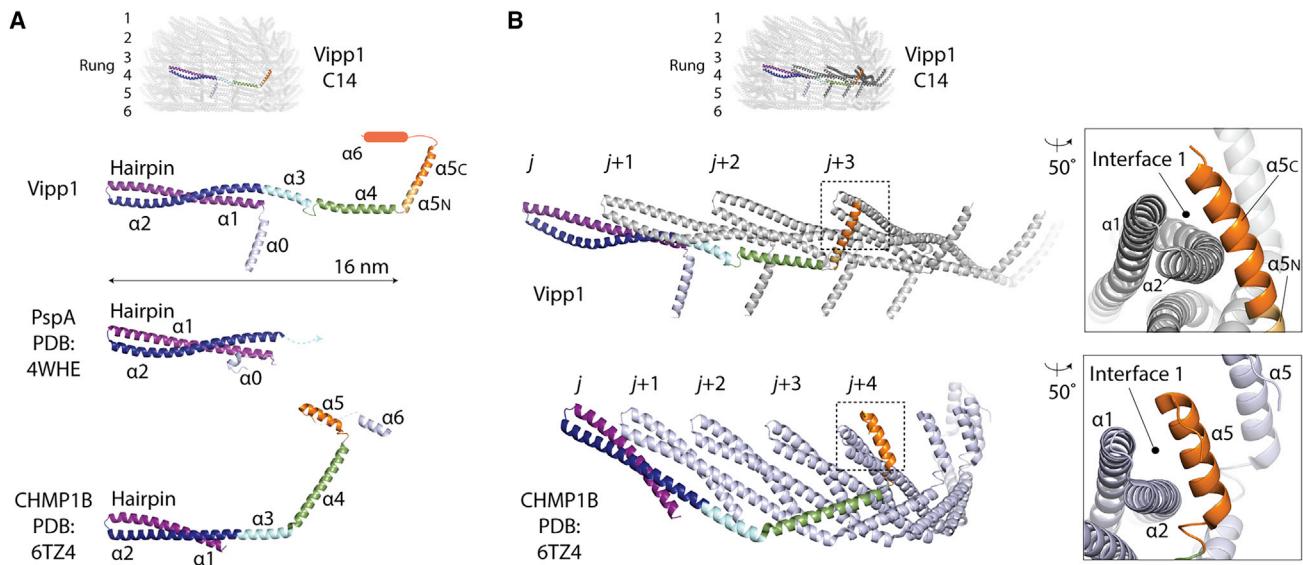 A
1
2
3
Rung 4
5
6
Vipp1
C14
Vipp1
Hairpin
α2
α1
α0
α3
α4
α6
α5C
α5N
16 nm
PspA
PDB:
4WHE
Hairpin
α1
α2
α0
CHMP1B
PDB:
6TZ4
Hairpin
α2
α1
α3
α4
α5
α6
B
1
2
3
Rung 4
5
6
Vipp1
C14
j
j+1
j+2
j+3
Vipp1
50°
Interface 1
α5C
α1
α2
α5N
j
j+1
j+2
j+3
j+4
CHMP1B
PDB:
6TZ4
50°
Interface 1
α5
α1
α5
α2